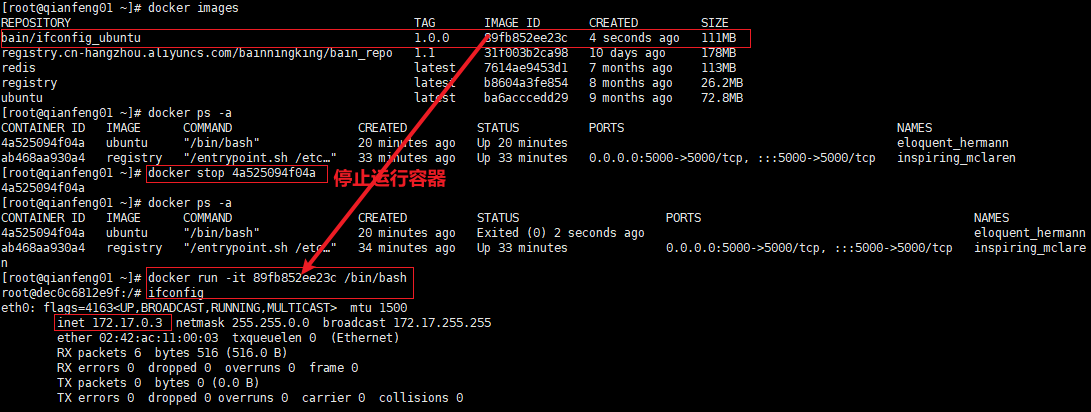 [root@qianfeng01 ~]# docker images
REPOSITORY TAG IMAGE ID CREATED SIZE
bain/ifconfig_ubuntu 1.0.0 89fb852ee23c 4 seconds ago 111MB
registry.cn-hangzhou.aliyuncs.com/bainningking/bain_repo 1.1 31f003b2ca98 10 days ago 178MB
redis latest 7614ae9453d1 7 months ago 113MB
registry latest b8604a3fe854 8 months ago 26.2MB
ubuntu latest ba6acccedd29 9 months ago 72.8MB
[root@qianfeng01 ~]# docker ps -a
CONTAINER ID IMAGE COMMAND CREATED STATUS PORTS NAMES
4a525094f04a ubuntu "/bin/bash" 20 minutes ago Up 20 minutes eloquent_hermann
ab468aa930a4 registry "/entrypoint.sh /etc…" 33 minutes ago Up 33 minutes 0.0.0.0:5000->5000/tcp, :::5000->5000/tcp inspiring_mclaren
[root@qianfeng01 ~]# docker stop 4a525094f04a 停止运行容器
4a525094f04a
[root@qianfeng01 ~]# docker ps -a
CONTAINER ID IMAGE COMMAND CREATED STATUS PORTS NAMES
4a525094f04a ubuntu "/bin/bash" 20 minutes ago Exited (0) 2 seconds ago eloquent_hermann
ab468aa930a4 registry "/entrypoint.sh /etc…" 34 minutes ago Up 33 minutes 0.0.0.0:5000->5000/tcp, :::5000->5000/tcp inspiring_mclare
n
[root@qianfeng01 ~]# docker run -it 89fb852ee23c /bin/bash
root@dec0c6812e9f:/# ifconfig
eth0: flags=4163<UP,BROADCAST,RUNNING,MULTICAST> mtu 1500
inet 172.17.0.3 netmask 255.255.0.0 broadcast 172.17.255.255
ether 02:42:ac:11:00:03 txqueuelen 0 (Ethernet)
RX packets 6 bytes 516 (516.0 B)
RX errors 0 dropped 0 overruns 0 frame 0
TX packets 0 bytes 0 (0.0 B)
TX errors 0 dropped 0 overruns 0 carrier 0 collisions 0